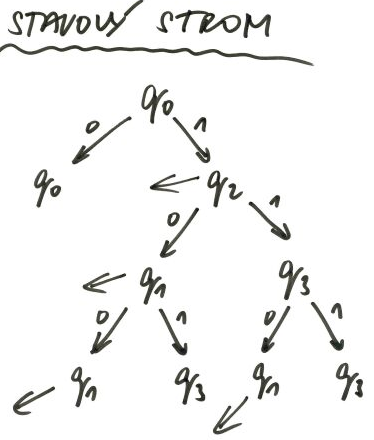 STAVOVÝ STROM
q0
0 1
q0 q2
0 1
q1 q3
0 1 0 1
q1 q3 q1 q3